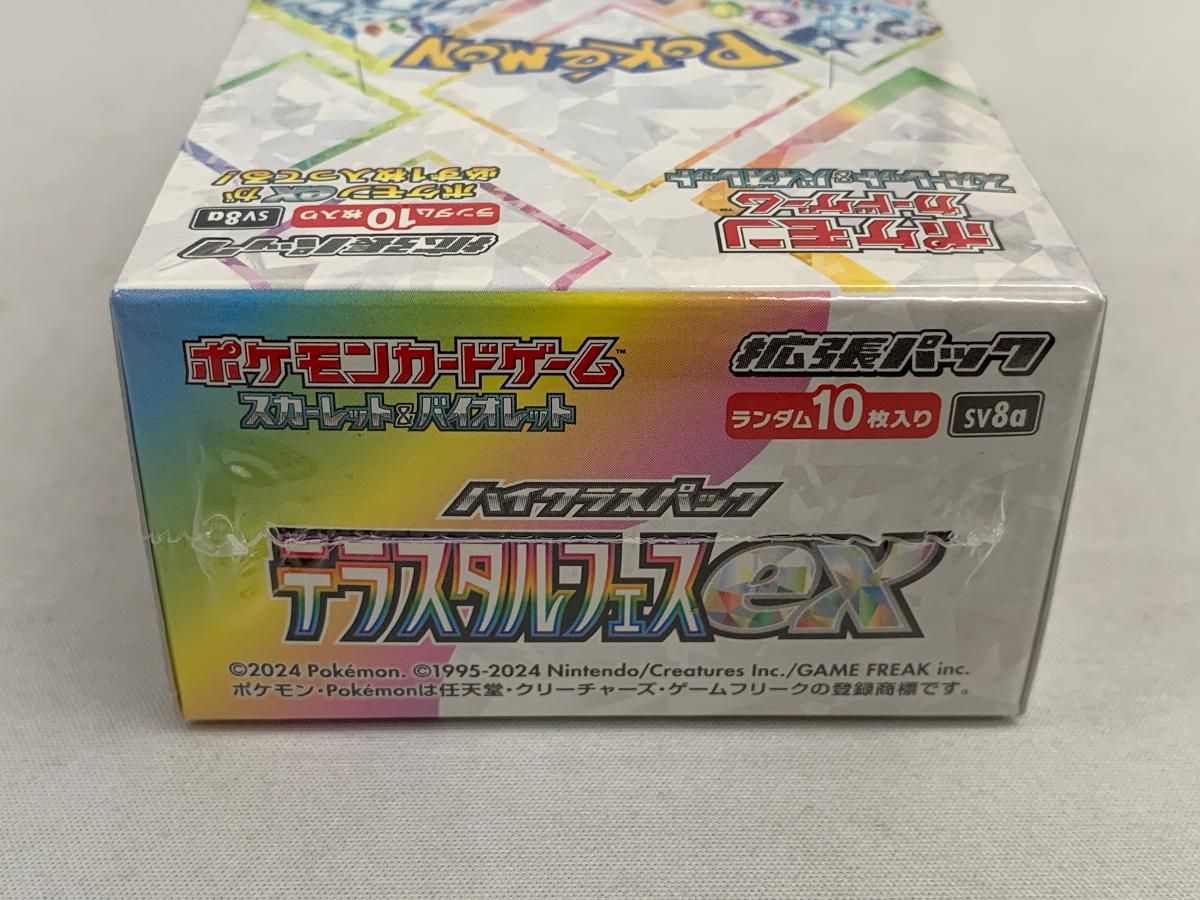 Pokémon
ポケモンexが
必ず1枚入ってる!
ランダム10枚入り
SV8a
拡張パック
ポケモン
カードゲーム™
スカーレット&バイオレット
ポケモンカードゲーム™
スカーレット&バイオレット
拡張パック
ランダム10枚入り
SV8a
ハイクラスパック
テラスタル・フェスex
©2024 Pokémon. ©1995-2024 Nintendo/Creatures Inc./GAME FREAK inc.
ポケモン・Pokémonは任天堂・クリーチャーズ・ゲームフリークの登録商標です。